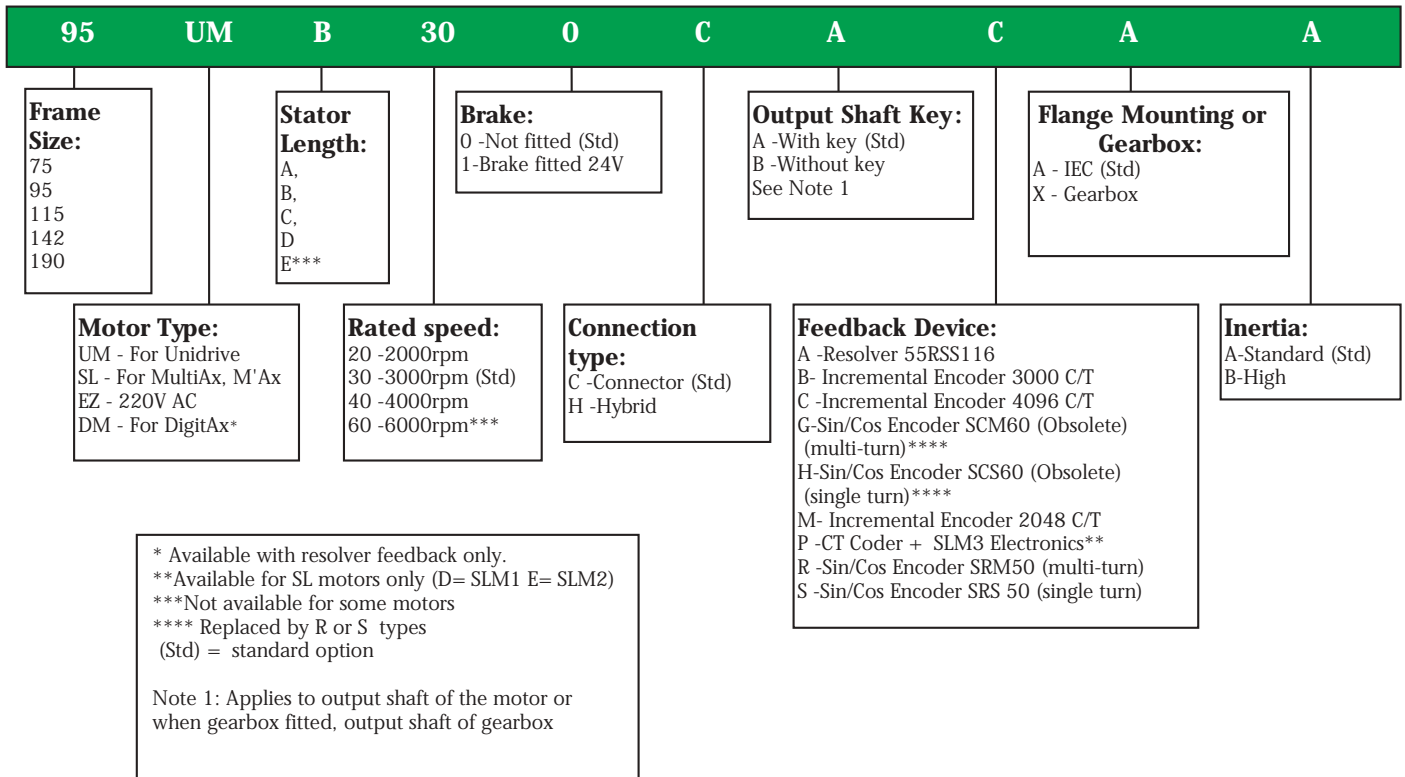 95 UM B 30 0 C A C A A
Frame
Size:
75
95
115
142
190
Stator
Length:
A,
B,
C,
D
E***
Brake:
0 -Not fitted (Std)
1-Brake fitted 24V
Output Shaft Key:
A -With key (Std)
B -Without key
See Note 1
Flange Mounting or
Gearbox:
A - IEC (Std)
X - Gearbox
Motor Type:
UM - For Unidrive
SL - For MultiAx, M'Ax
EZ - 220V AC
DM - For DigitAx*
Rated speed:
20 -2000rpm
30 -3000rpm (Std)
40 -4000rpm
60 -6000rpm***
Connection
type:
C -Connector (Std)
H -Hybrid
Feedback Device:
A -Resolver 55RSS116
B- Incremental Encoder 3000 C/T
C -Incremental Encoder 4096 C/T
G-Sin/Cos Encoder SCM60 (Obsolete)
(multi-turn)****
H-Sin/Cos Encoder SCS60 (Obsolete)
(single turn)****
M- Incremental Encoder 2048 C/T
P -CT Coder + SLM3 Electronics**
R -Sin/Cos Encoder SRM50 (multi-turn)
S -Sin/Cos Encoder SRS 50 (single turn)
Inertia:
A-Standard (Std)
B-High
* Available with resolver feedback only.
**Available for SL motors only (D= SLM1 E= SLM2)
***Not available for some motors
**** Replaced by R or S types
(Std) = standard option
Note 1: Applies to output shaft of the motor or
when gearbox fitted, output shaft of gearbox